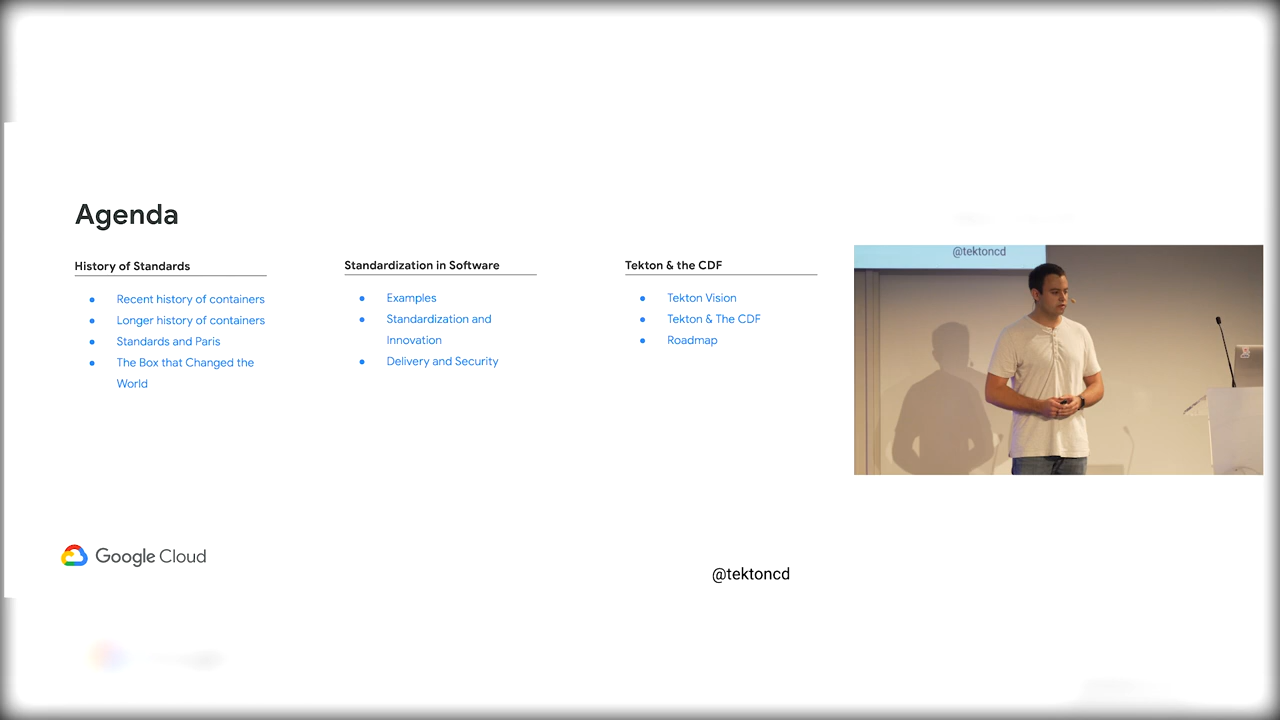 Agenda
History of Standards
Recent history of containers
Longer history of containers
Standards and Paris
The Box that Changed the
World
Standardization in Software
Examples
Standardization and
Innovation
Delivery and Security
Tekton & the CDF
Tekton Vision
Tekton & The CDF
Roadmap
@tektoncd
Google Cloud
@tektoncd